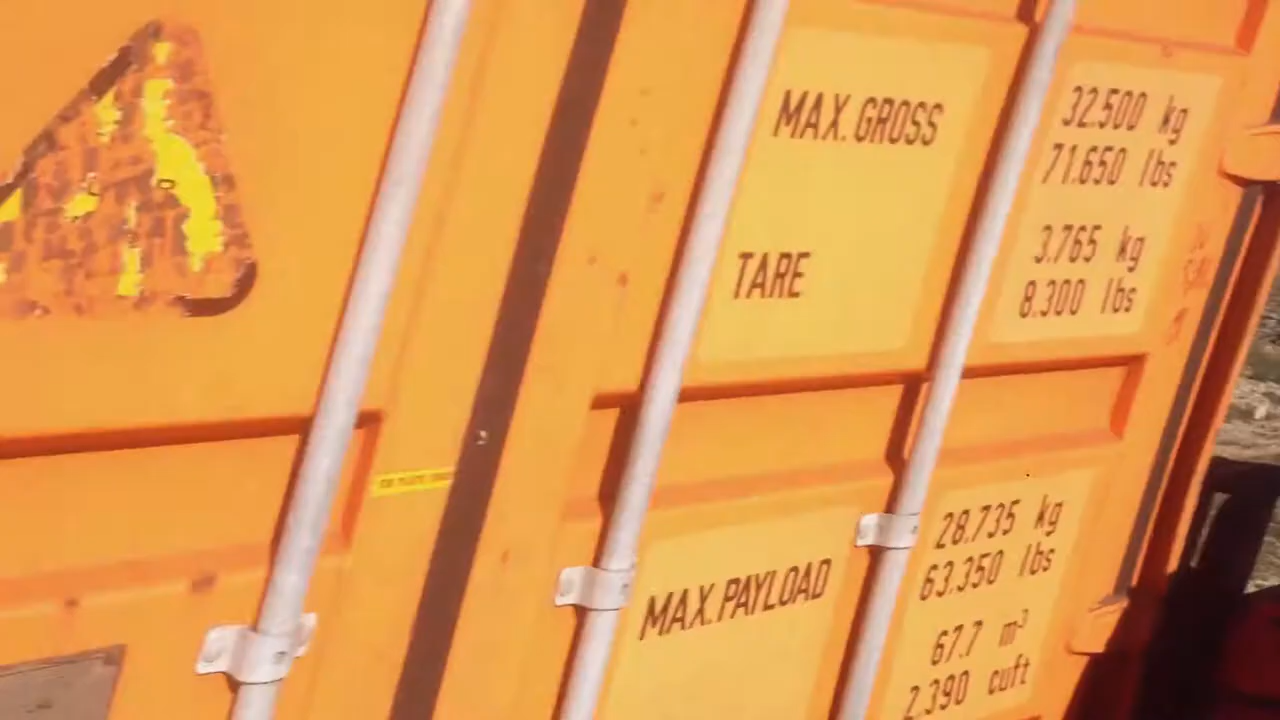 MAX. GROSS
32.500 kg
71.650 lbs
TARE
3.765 kg
8.300 lbs
MAX. PAYLOAD
28.735 kg
63.350 lbs
67.7 m³
2.390 cuft